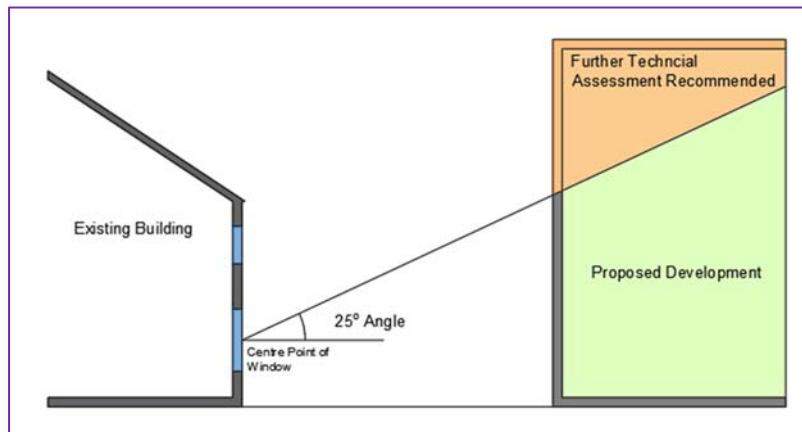 Further Techncial
Assessment Recommended
Existing Building
Proposed Development
25° Angle
Centre Point of
Window